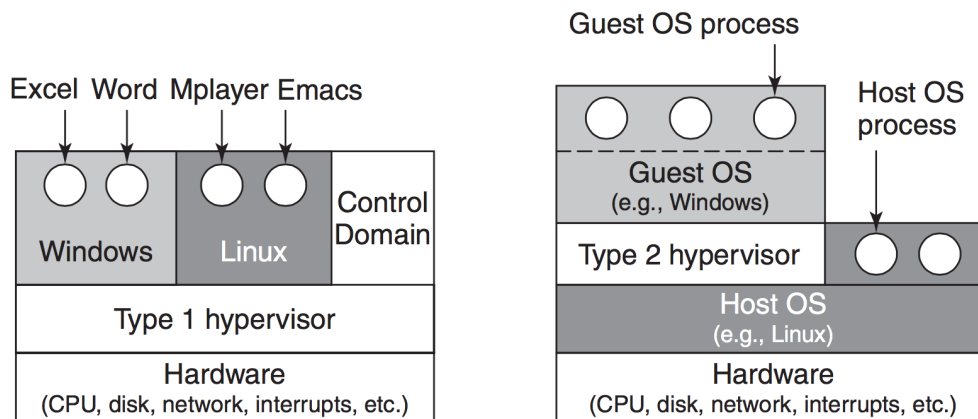 Excel Word Mplayer Emacs
Windows
Linux
Control
Domain
Type 1 hypervisor
Hardware
(CPU, disk, network, interrupts, etc.)
Guest OS process
Host OS
process
Guest OS
(e.g., Windows)
Type 2 hypervisor
Host OS
(e.g., Linux)
Hardware
(CPU, disk, network, interrupts, etc.)